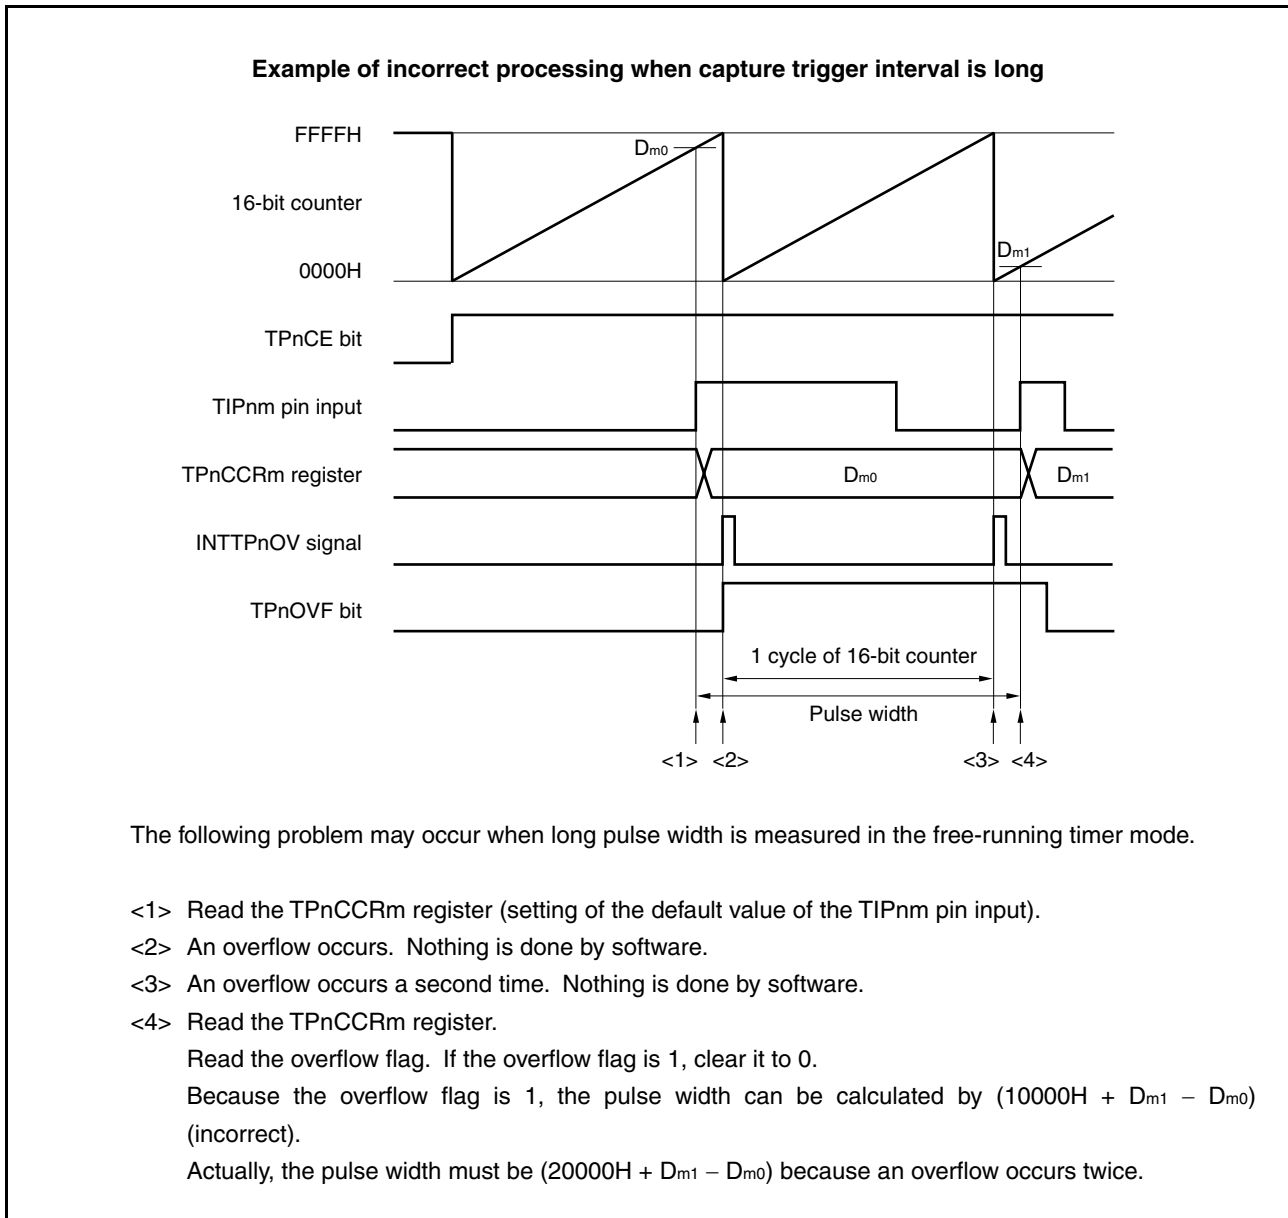 Example of incorrect processing when capture trigger interval is long
FFFFH
Dm0
16-bit counter
Dm1
0000H
TPnCE bit
TIPnm pin input
TPnCCRm register
Dm0
Dm1
INTTPnOV signal
TPnOVF bit
1 cycle of 16-bit counter
Pulse width
<1> <2> <3> <4>
The following problem may occur when long pulse width is measured in the free-running timer mode.
<1> Read the TPnCCRm register (setting of the default value of the TIPnm pin input).
<2> An overflow occurs. Nothing is done by software.
<3> An overflow occurs a second time. Nothing is done by software.
<4> Read the TPnCCRm register.
Read the overflow flag. If the overflow flag is 1, clear it to 0.
Because the overflow flag is 1, the pulse width can be calculated by (10000H + Dm1 − Dm0)
(incorrect).
Actually, the pulse width must be (20000H + Dm1 − Dm0) because an overflow occurs twice.